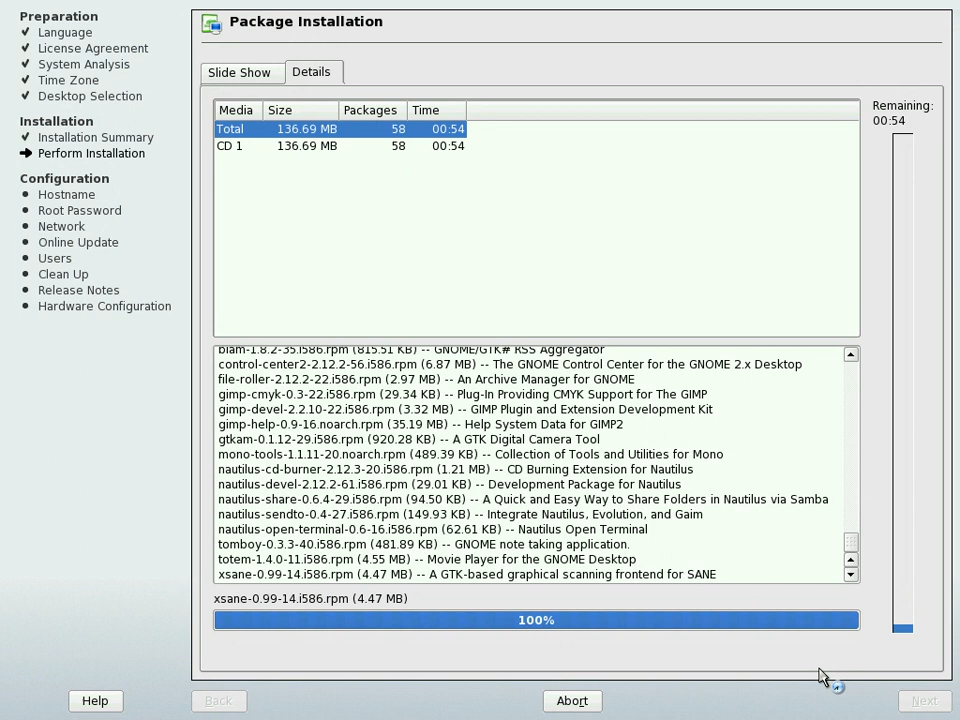 Preparation
Language
License Agreement
System Analysis
Time Zone
Desktop Selection
Installation
Installation Summary
Perform Installation
Configuration
Hostname
Root Password
Network
Online Update
Users
Clean Up
Release Notes
Hardware Configuration
Package Installation
Slide Show Details
Media Size Packages Time
Total 136.69 MB 58 00:54
CD 1 136.69 MB 58 00:54
Remaining:
00:54
blam-1.8.2-35.i586.rpm (815.51 KB) -- GNOME/GTK# RSS Aggregator
control-center2-2.12.2-56.i586.rpm (6.87 MB) -- The GNOME Control Center for the GNOME 2.x Desktop
file-roller-2.12.2-22.i586.rpm (2.97 MB) -- An Archive Manager for GNOME
gimp-cmyk-0.3-22.i586.rpm (29.34 KB) -- Plug-In Providing CMYK Support for The GIMP
gimp-devel-2.2.10-22.i586.rpm (3.32 MB) -- GIMP Plugin and Extension Development Kit
gimp-help-0.9-16.noarch.rpm (35.19 MB) -- Help System Data for GIMP2
gtkam-0.1.12-29.i586.rpm (920.28 KB) -- A GTK Digital Camera Tool
mono-tools-1.1.11-20.noarch.rpm (489.39 KB) -- Collection of Tools and Utilities for Mono
nautilus-cd-burner-2.12.3-20.i586.rpm (1.21 MB) -- CD Burning Extension for Nautilus
nautilus-devel-2.12.2-61.i586.rpm (29.01 KB) -- Development Package for Nautilus
nautilus-share-0.6.4-29.i586.rpm (94.50 KB) -- A Quick and Easy Way to Share Folders in Nautilus via Samba
nautilus-sendto-0.4-27.i586.rpm (149.93 KB) -- Integrate Nautilus, Evolution, and Gaim
nautilus-open-terminal-0.6-16.i586.rpm (62.61 KB) -- Nautilus Open Terminal
tomboy-0.3.3-40.i586.rpm (481.89 KB) -- GNOME note taking application.
totem-1.4.0-11.i586.rpm (4.55 MB) -- Movie Player for the GNOME Desktop
xsane-0.99-14.i586.rpm (4.47 MB) -- A GTK-based graphical scanning frontend for SANE
xsane-0.99-14.i586.rpm (4.47 MB)
100%
Help Back Abort Next